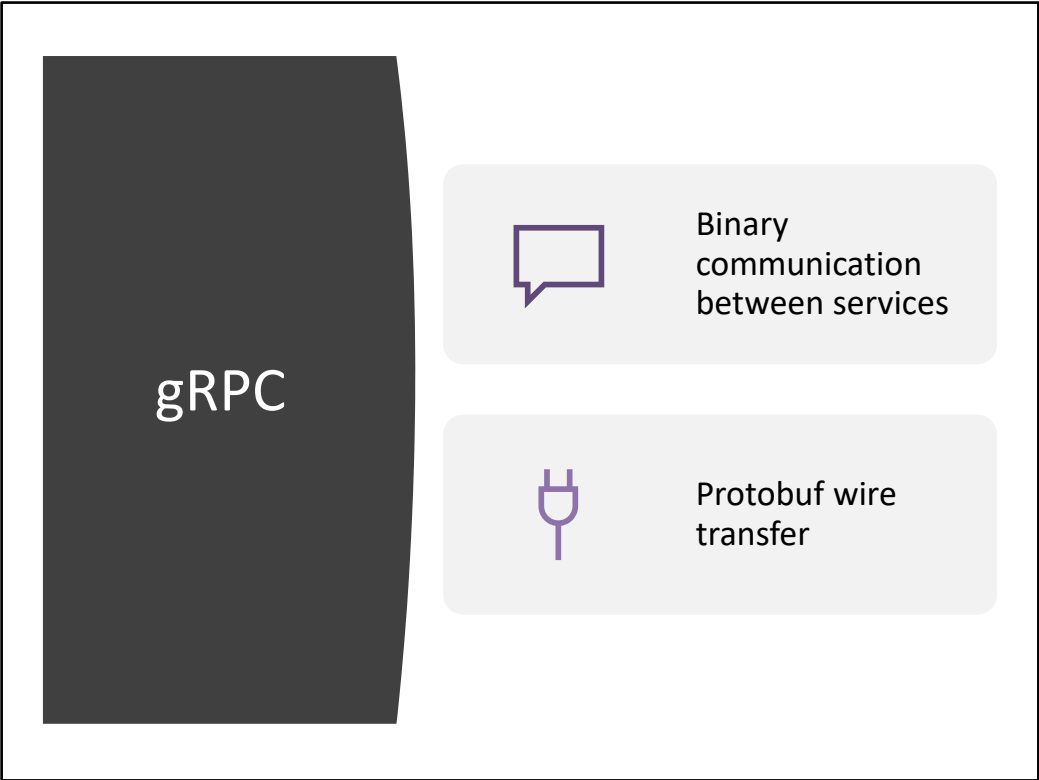 gRPC
Binary
communication
between services
Protobuf wire
transfer